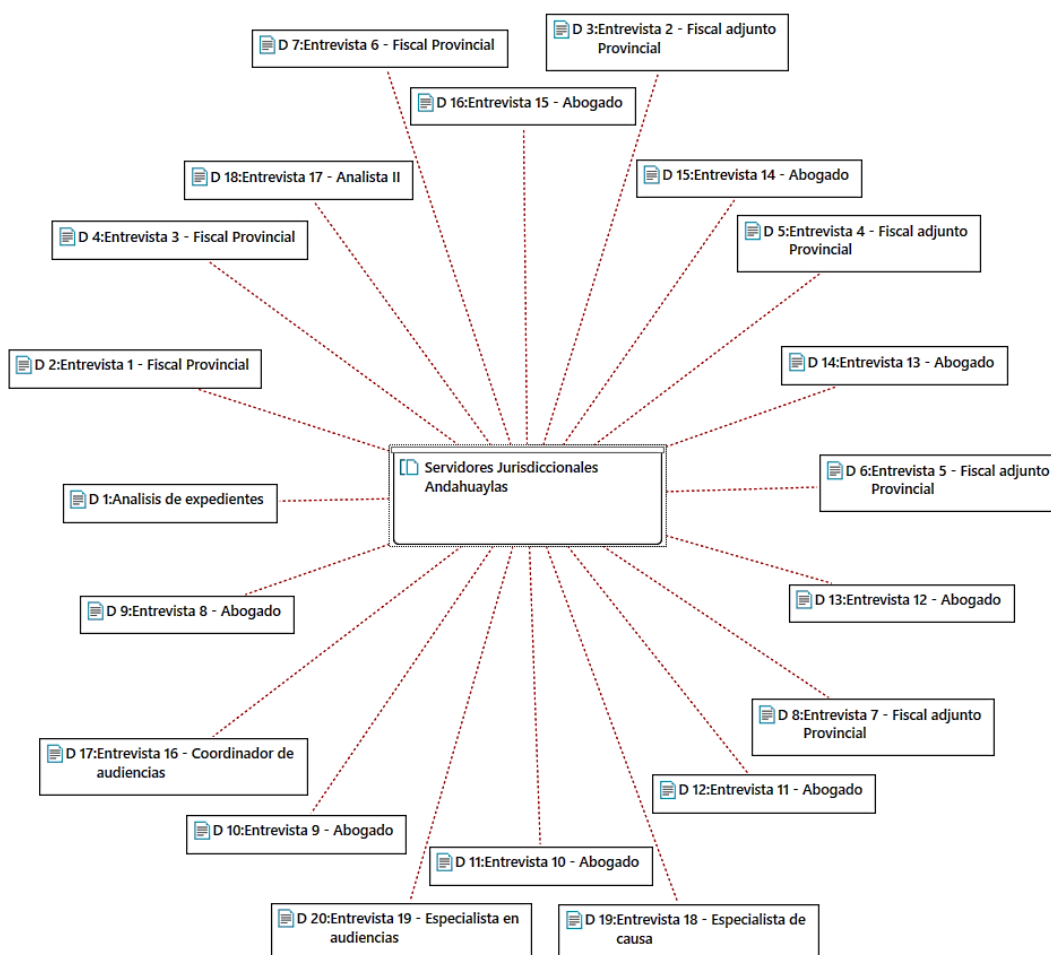 D 3:Entrevista 2 - Fiscal adjunto
Provincial
D 7:Entrevista 6 - Fiscal Provincial
D 16:Entrevista 15 - Abogado
D 18:Entrevista 17 - Analista II
D 15:Entrevista 14 - Abogado
D 4:Entrevista 3 - Fiscal Provincial
D 5:Entrevista 4 - Fiscal adjunto
Provincial
D 2:Entrevista 1 - Fiscal Provincial
D 14:Entrevista 13 - Abogado
Servidores Jurisdiccionales
Andahuaylas
D 6:Entrevista 5 - Fiscal adjunto
Provincial
D 1:Analisis de expedientes
D 9:Entrevista 8 - Abogado
D 13:Entrevista 12 - Abogado
D 8:Entrevista 7 - Fiscal adjunto
Provincial
D 17:Entrevista 16 - Coordinador de
audiencias
D 12:Entrevista 11 - Abogado
D 10:Entrevista 9 - Abogado
D 11:Entrevista 10 - Abogado
D 20:Entrevista 19 - Especialista en
audiencias
D 19:Entrevista 18 - Especialista de
causa